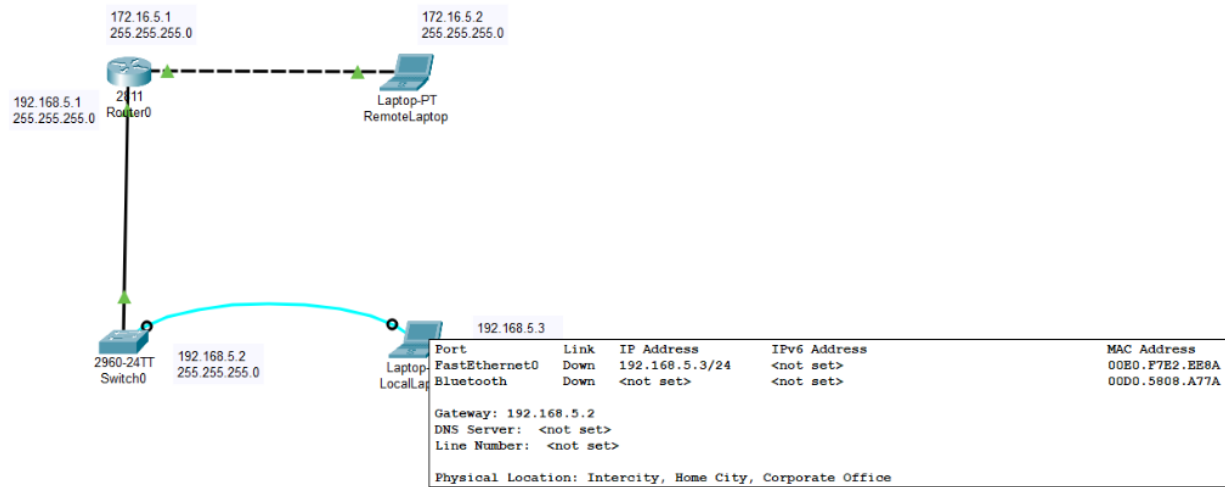 172.16.5.1
255.255.255.0
172.16.5.2
255.255.255.0
2811
Router0
Laptop-PT
RemoteLaptop
192.168.5.1
255.255.255.0
192.168.5.3
2960-24TT
Switch0
192.168.5.2
255.255.255.0
Laptop-
LocalLap
Port Link IP Address IPv6 Address MAC Address
FastEthernet0 Down 192.168.5.3/24 <not set> 00E0.F7E2.EE8A
Bluetooth Down <not set> <not set> 00D0.5808.A77A
Gateway: 192.168.5.2
DNS Server: <not set>
Line Number: <not set>
Physical Location: Intercity, Home City, Corporate Office